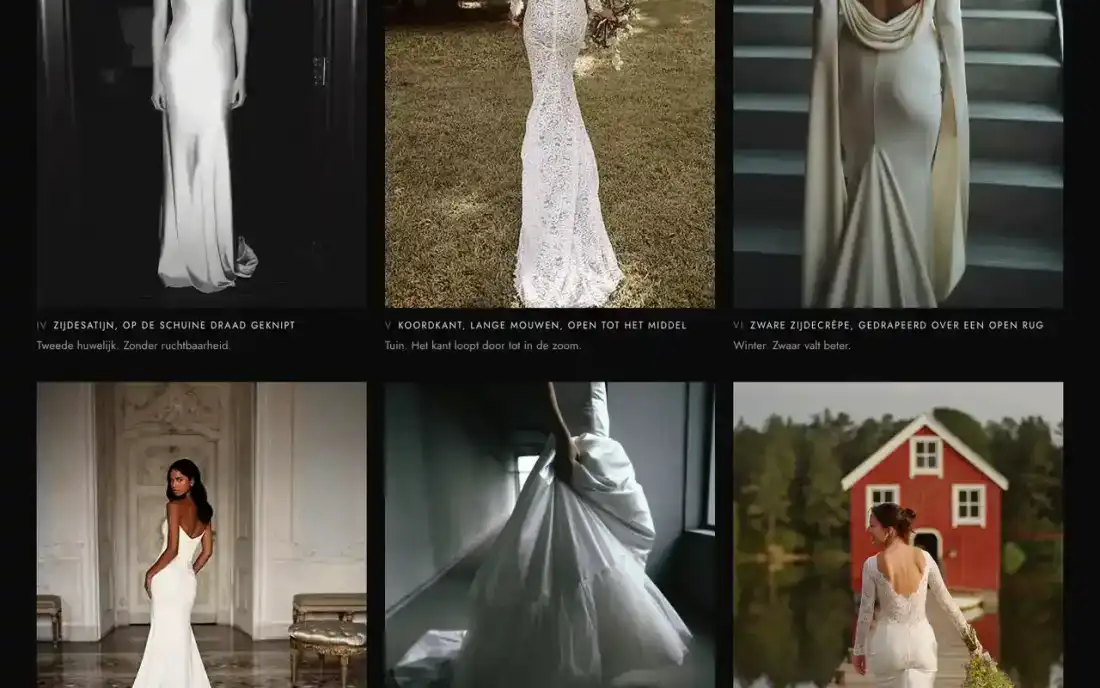 IV ZIJDESATIJN, OP DE SCHUINE DRAAD GEKNIPT
Tweede huwelijk. Zonder ruchtbaarheid.
V KOORDKANT, LANGE MOUWEN, OPEN TOT HET MIDDEL
Tuin. Het kant loopt door tot in de zoom.
VI ZWARE ZIJDECRÊPE, GEDRAPEERD OVER EEN OPEN RUG
Winter. Zwaar valt beter.